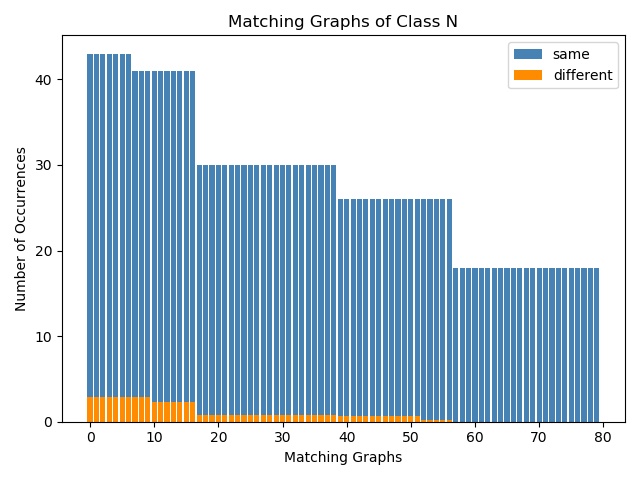 Matching Graphs of Class N
same
different
Number of Occurrences
40
30
20
10
0
0 10 20 30 40 50 60 70 80
Matching Graphs